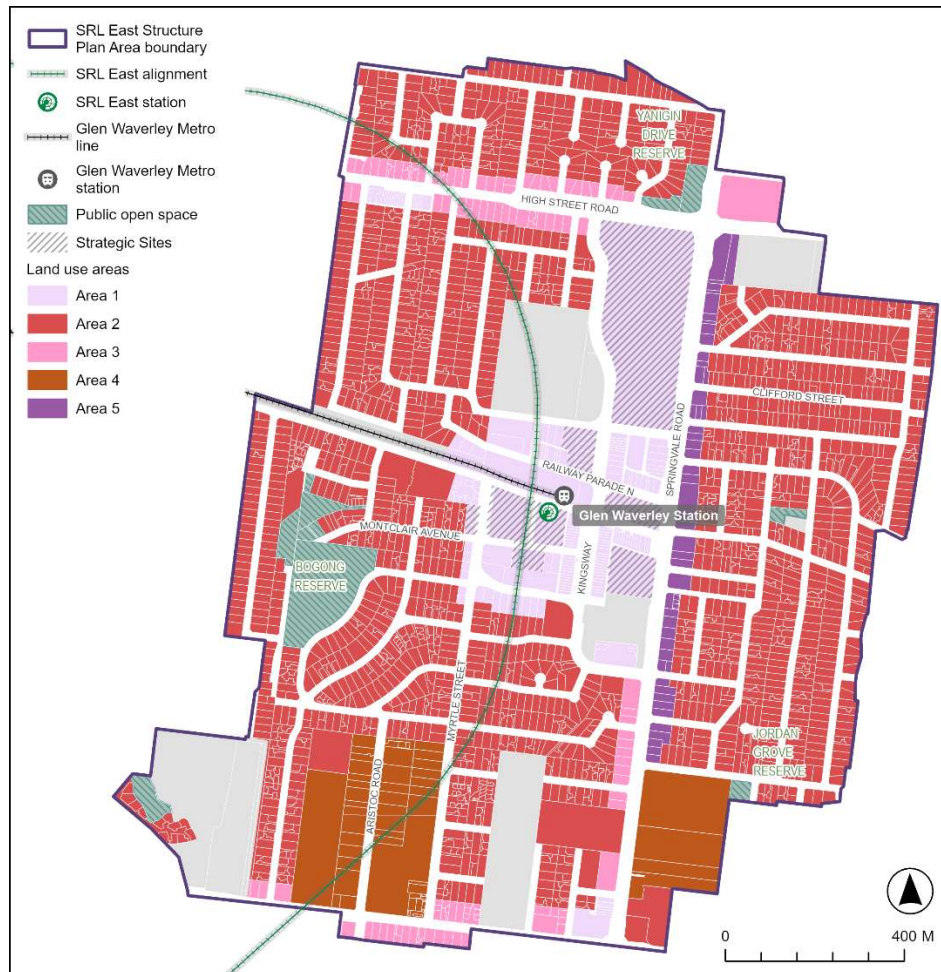 SRL East Structure
Plan Area boundary
SRL East alignment
SRL East station
Glen Waverley Metro
line
Glen Waverley Metro
station
Public open space
Strategic Sites
Land use areas
Area 1
Area 2
Area 3
Area 4
Area 5
YANIGIN
DRIVE
RESERVE
HIGH STREET ROAD
CLIFFORD STREET
SPRINGVALE ROAD
RAILWAY PARADE N
Glen Waverley Station
MONTCLAIR AVENUE
KINGSWAY
BOGONG
RESERVE
MYRTLE STREET
JORDAN
GROVE
RESERVE
ARISTOC ROAD
0 400 M